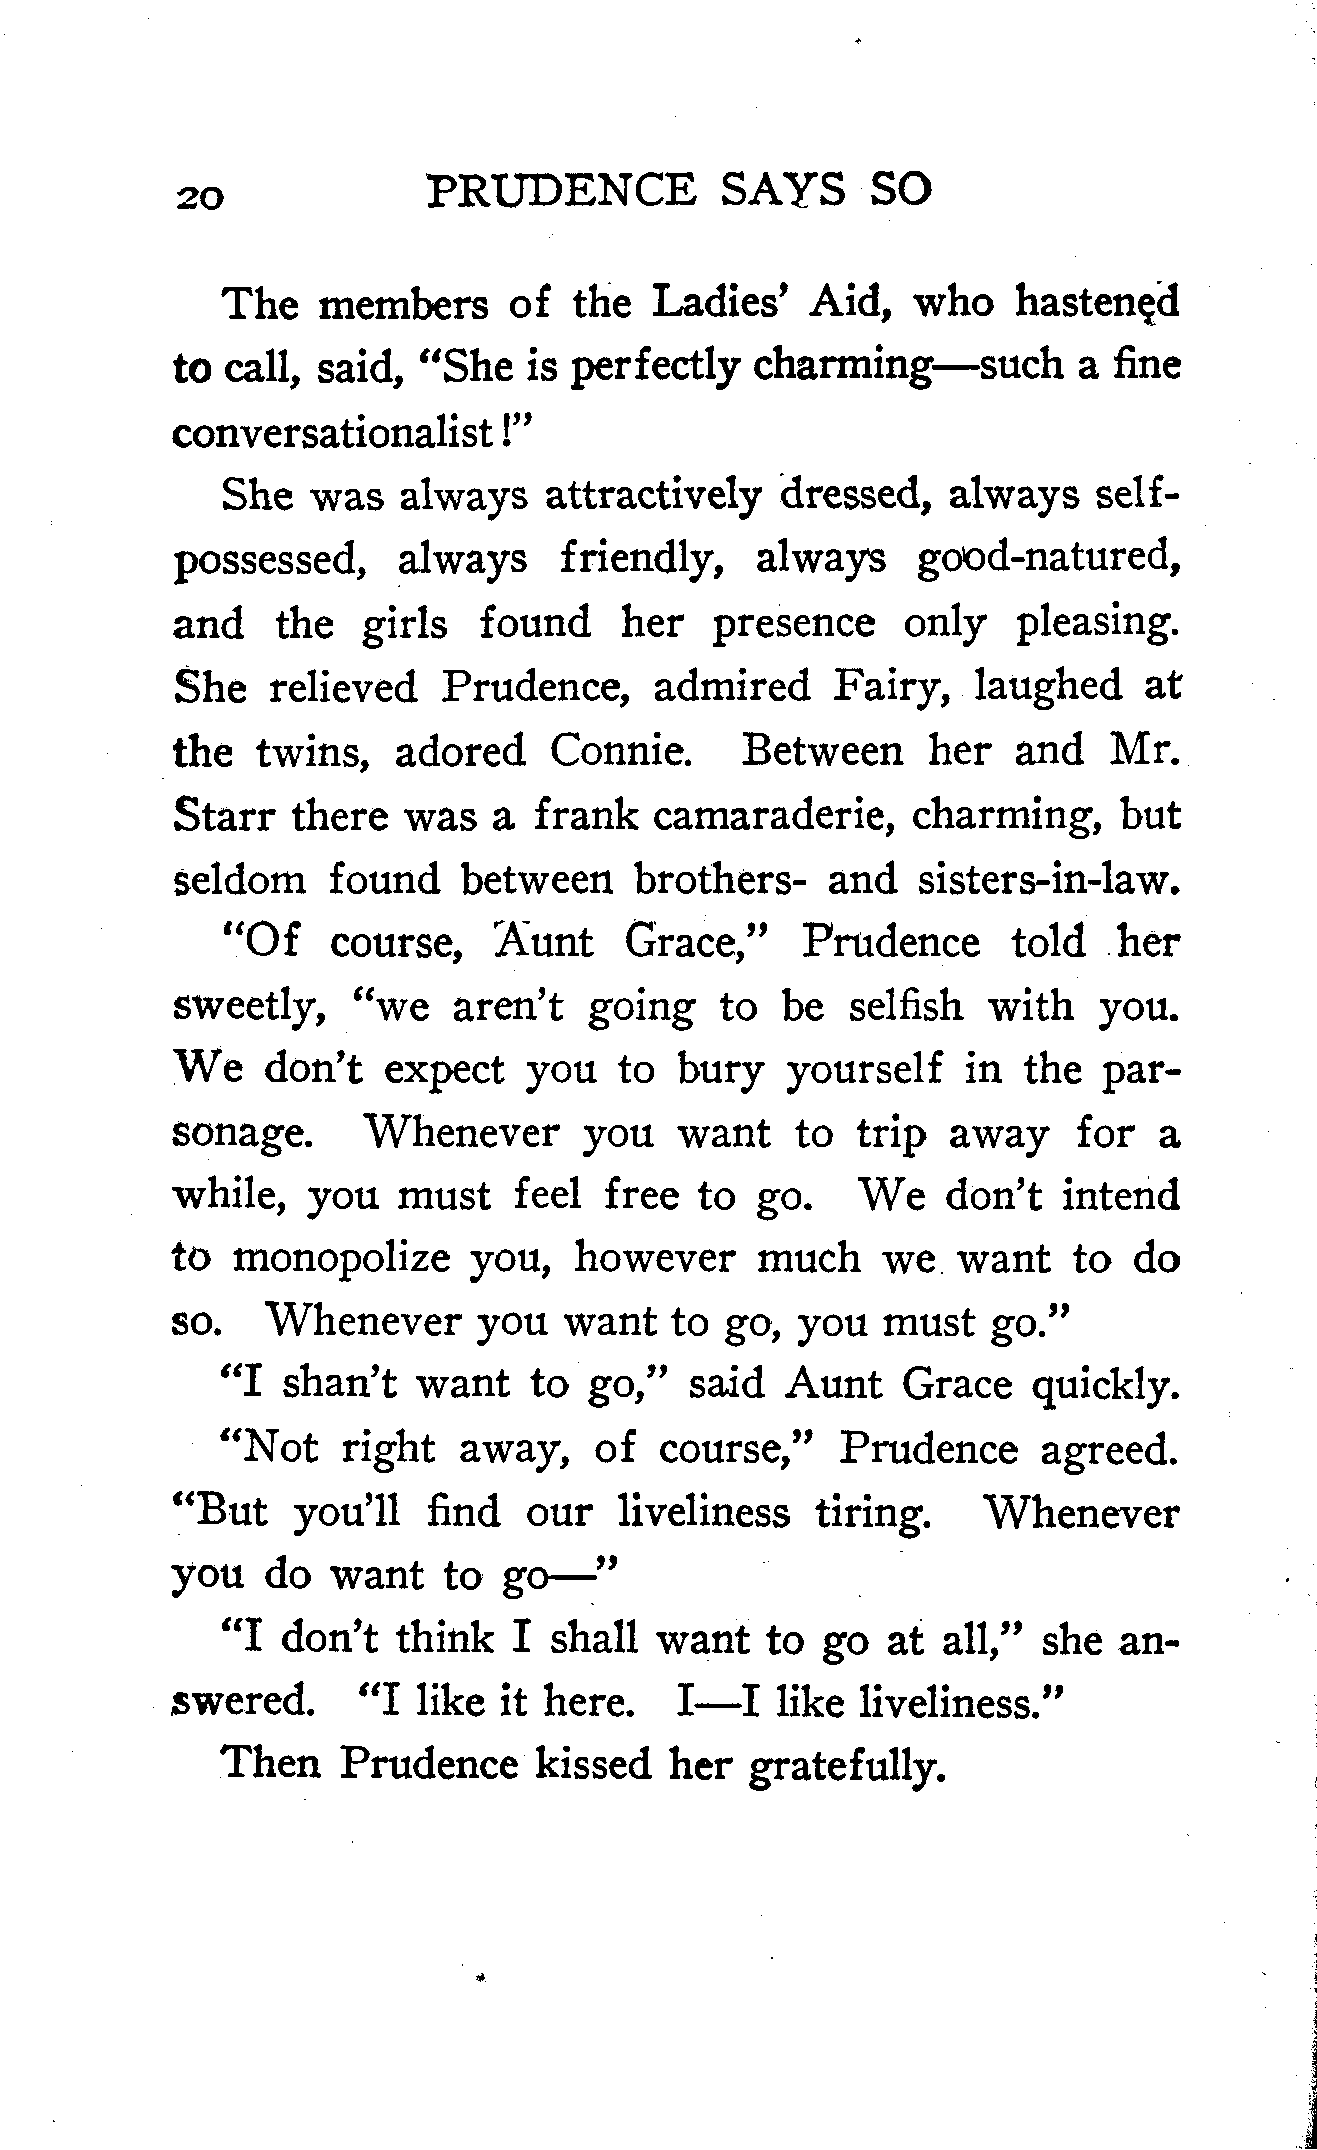 20 PRUDENCE SAYS SO
The members of the Ladies' Aid, who hastened
to call, said, "She is perfectly charming—such a fine
conversationalist!"
She was always attractively dressed, always self-
possessed, always friendly, always good-natured,
and the girls found her presence only pleasing.
She relieved Prudence, admired Fairy, laughed at
the twins, adored Connie. Between her and Mr.
Starr there was a frank camaraderie, charming, but
seldom found between brothers- and sisters-in-law.
"Of course, Aunt Grace," Prudence told her
sweetly, "we aren't going to be selfish with you.
We don't expect you to bury yourself in the par-
sonage. Whenever you want to trip away for a
while, you must feel free to go. We don't intend
to monopolize you, however much we want to do
so. Whenever you want to go, you must go."
"I shan't want to go," said Aunt Grace quickly.
"Not right away, of course," Prudence agreed.
"But you'll find our liveliness tiring. Whenever
you do want to go—"
"I don't think I shall want to go at all," she an-
swered. "I like it here. I—I like liveliness."
Then Prudence kissed her gratefully.